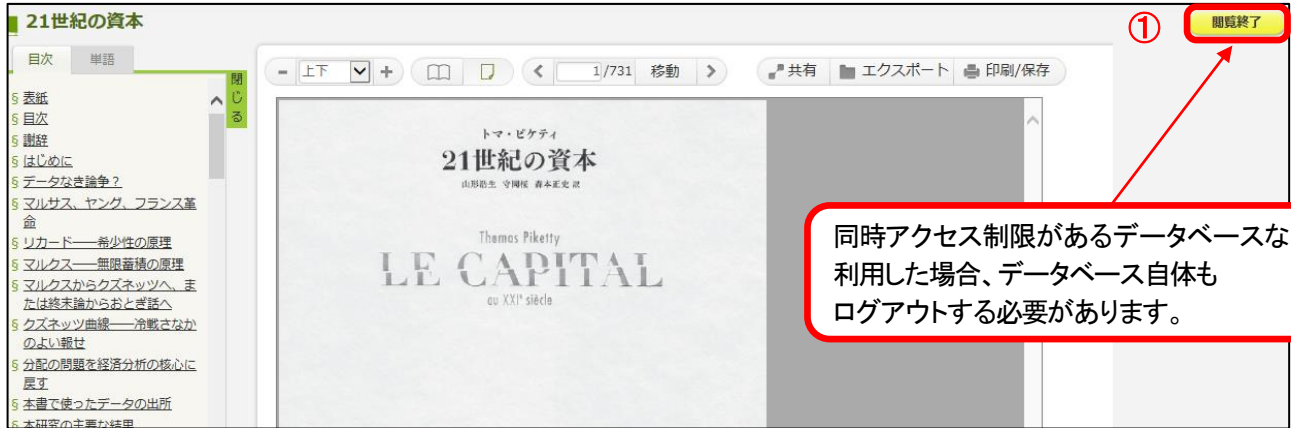 21世紀の資本
①
閲覧終了
目次 単語
閉じる
- 上下 +
1/731 移動
共有 エクスポート 印刷/保存
§ 表紙
§ 目次
§ 謝辞
§ はじめに
§ データなき論争？
§ マルサス、ヤング、フランス革
命
§ リカード――希少性の原理
§ マルクス――無限蓄積の原理
§ マルクスからクズネッツへ、ま
たは終末論からおとぎ話へ
§ クズネッツ曲線――冷戦さなか
のよい報せ
§ 分配の問題を経済分析の核心に
戻す
§ 本書で使ったデータの出所
§ 本研究の主要な結果
トマ・ピケティ
21世紀の資本
山形浩生 守岡桜 森本正史 訳
Thomas Piketty
LE CAPITAL
au XXIe siècle
同時アクセス制限があるデータベースな
利用した場合、データベース自体も
ログアウトする必要があります。